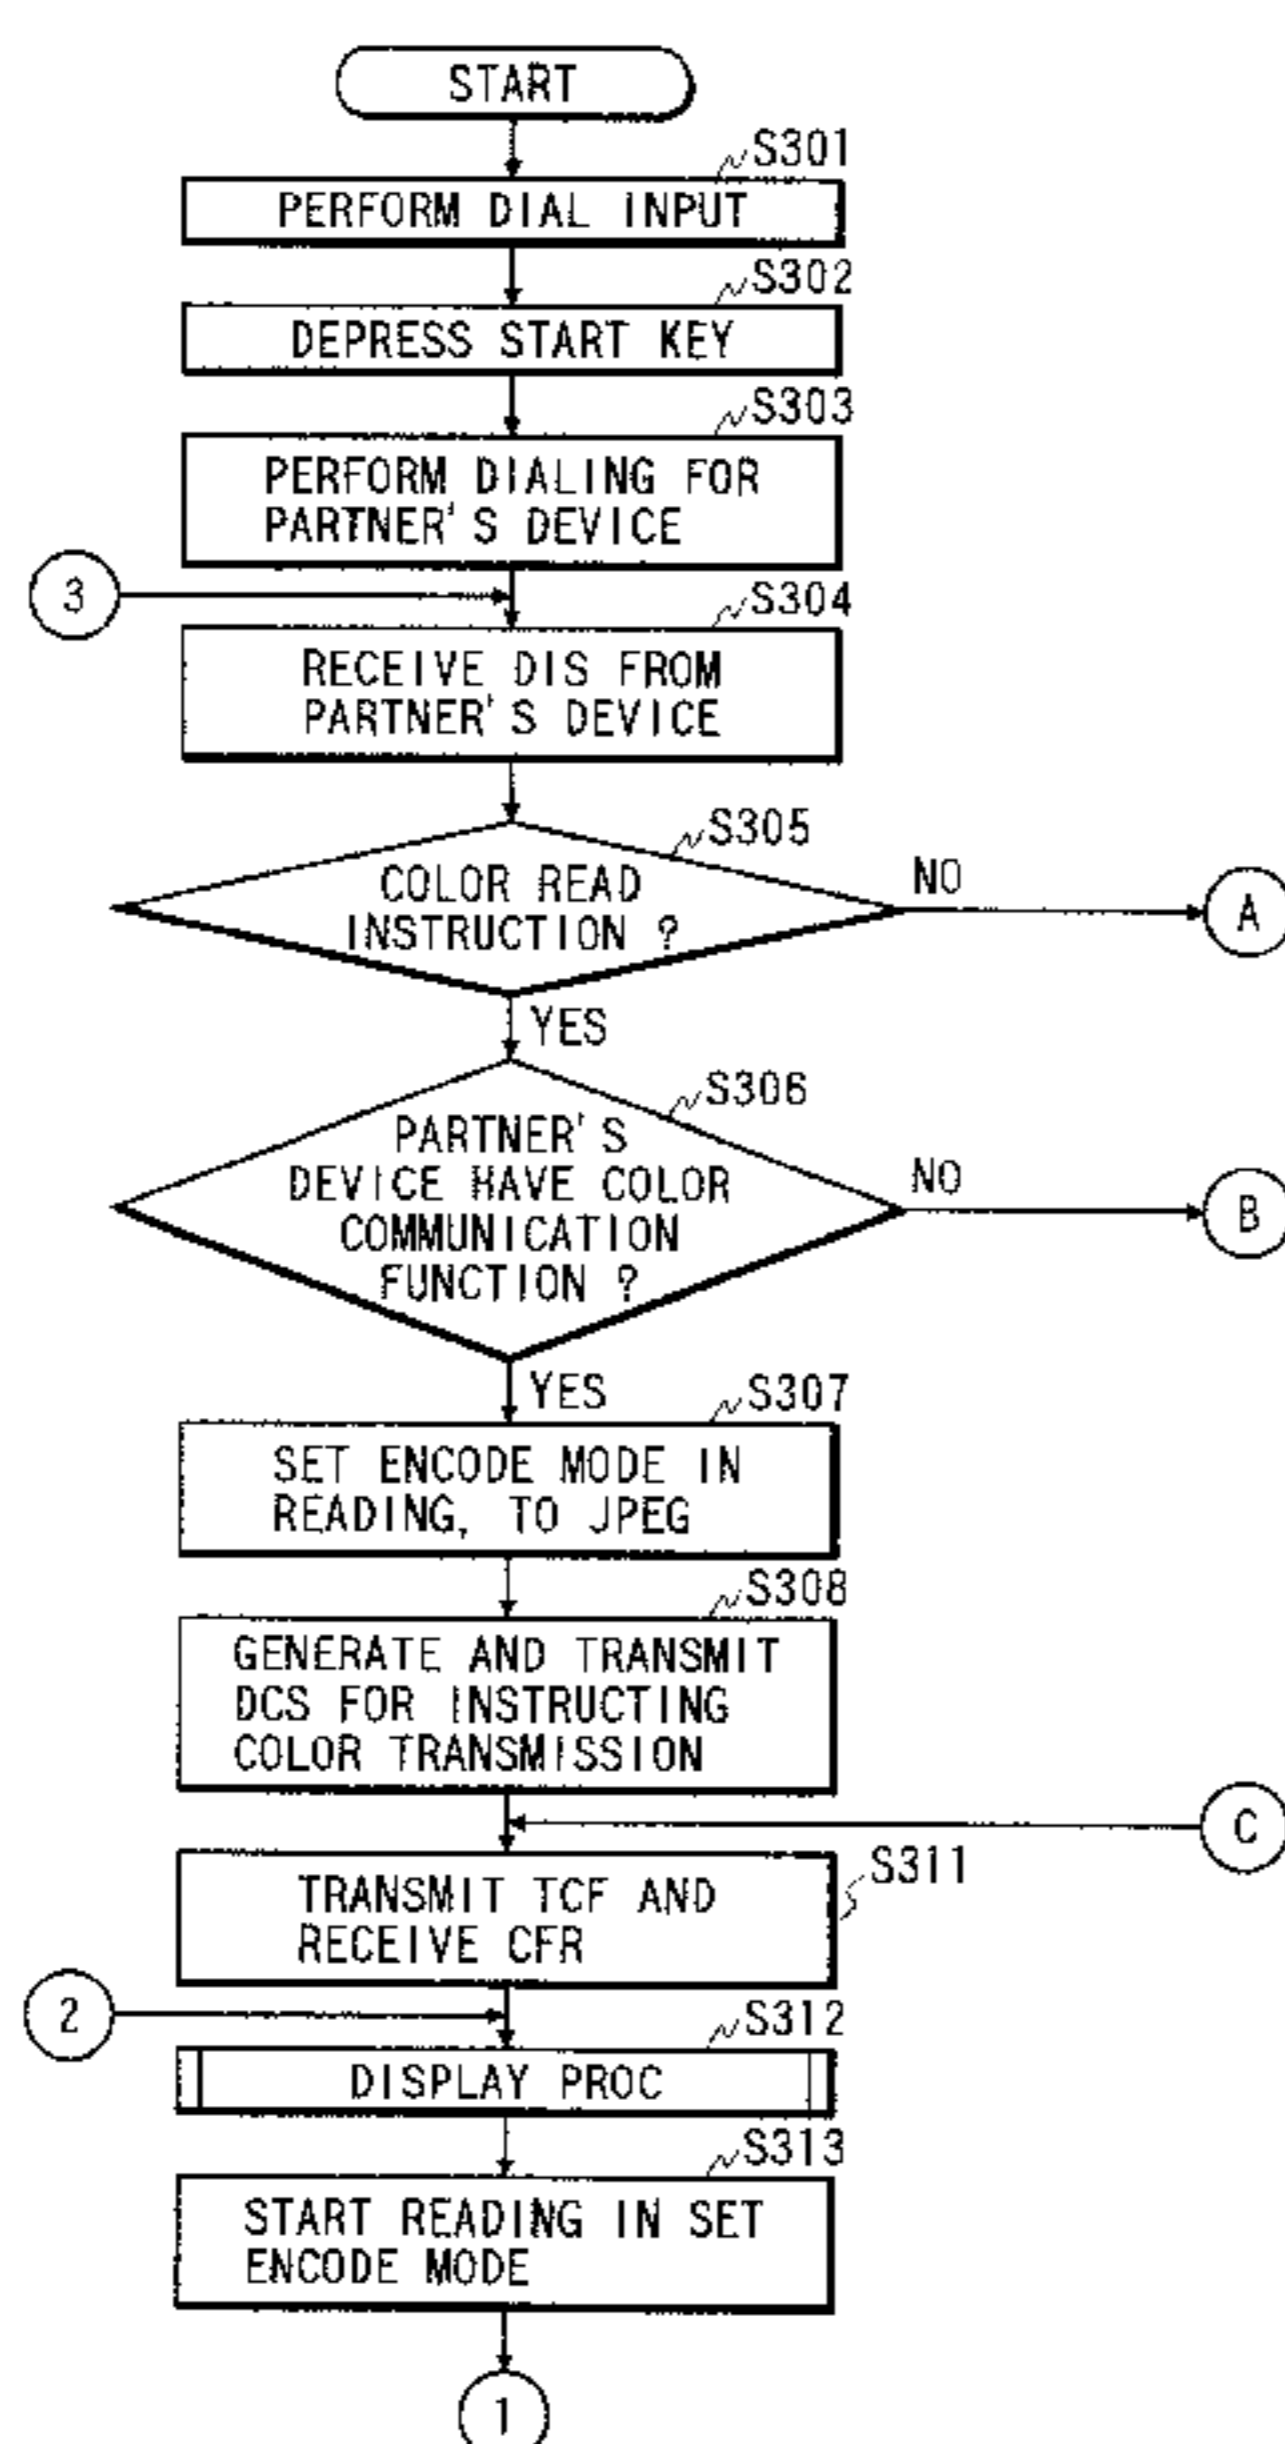 START
S301
PERFORM DIAL INPUT
S302
DEPRESS START KEY
S303
PERFORM DIALING FOR
PARTNER'S DEVICE
3
S304
RECEIVE DIS FROM
PARTNER'S DEVICE
S305
COLOR READ
INSTRUCTION ?
NO
A
YES
S306
PARTNER'S
DEVICE HAVE COLOR
COMMUNICATION
FUNCTION ?
NO
B
YES
S307
SET ENCODE MODE IN
READING, TO JPEG
S308
GENERATE AND TRANSMIT
DCS FOR INSTRUCTING
COLOR TRANSMISSION
C
S311
TRANSMIT TCF AND
RECEIVE CFR
2
S312
DISPLAY PROC
S313
START READING IN SET
ENCODE MODE
1